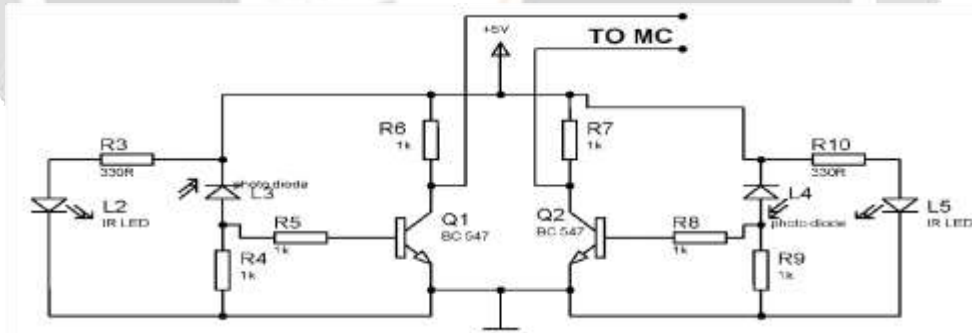 +5V
TO MC
R3
330R
R6
1k
R7
1k
R10
330R
photo diode
L3
L4
photo diode
L2
IR LED
R5
1k
Q1
BC 547
Q2
BC 547
R8
1k
L5
IR LED
R4
1k
R9
1k